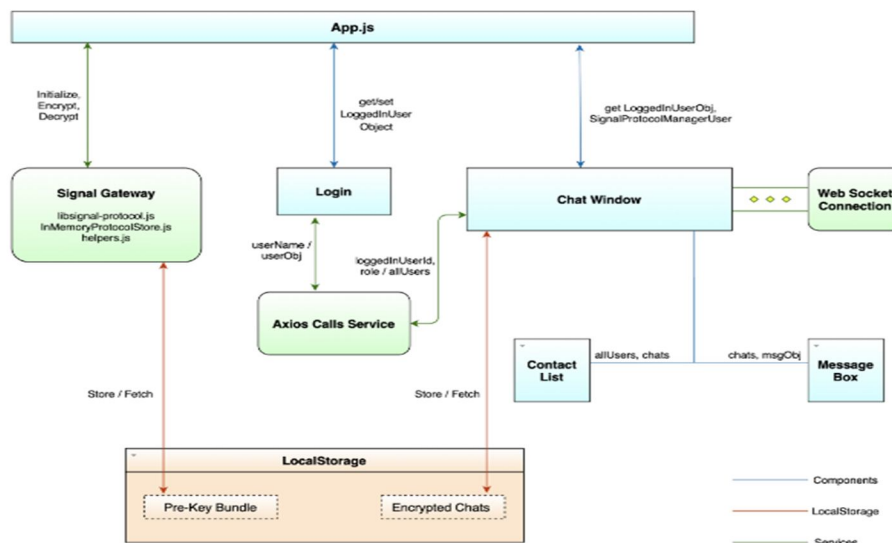 App.js
Initialize,
Encrypt,
Decrypt
get/set
LoggedInUser
Object
get LoggedInUserObj,
SignalProtocolManagerUser
Signal Gateway
libsignal-protocol.js
InMemoryProtocolStore.js
helpers.js
Login
Chat Window
Web Socket
Connection
userName /
userObj
loggedInUserId,
role / allUsers
Axios Calls Service
Contact
List
allUsers, chats
chats, msgObj
Message
Box
Store / Fetch
Store / Fetch
LocalStorage
Pre-Key Bundle
Encrypted Chats
Components
LocalStorage
Services